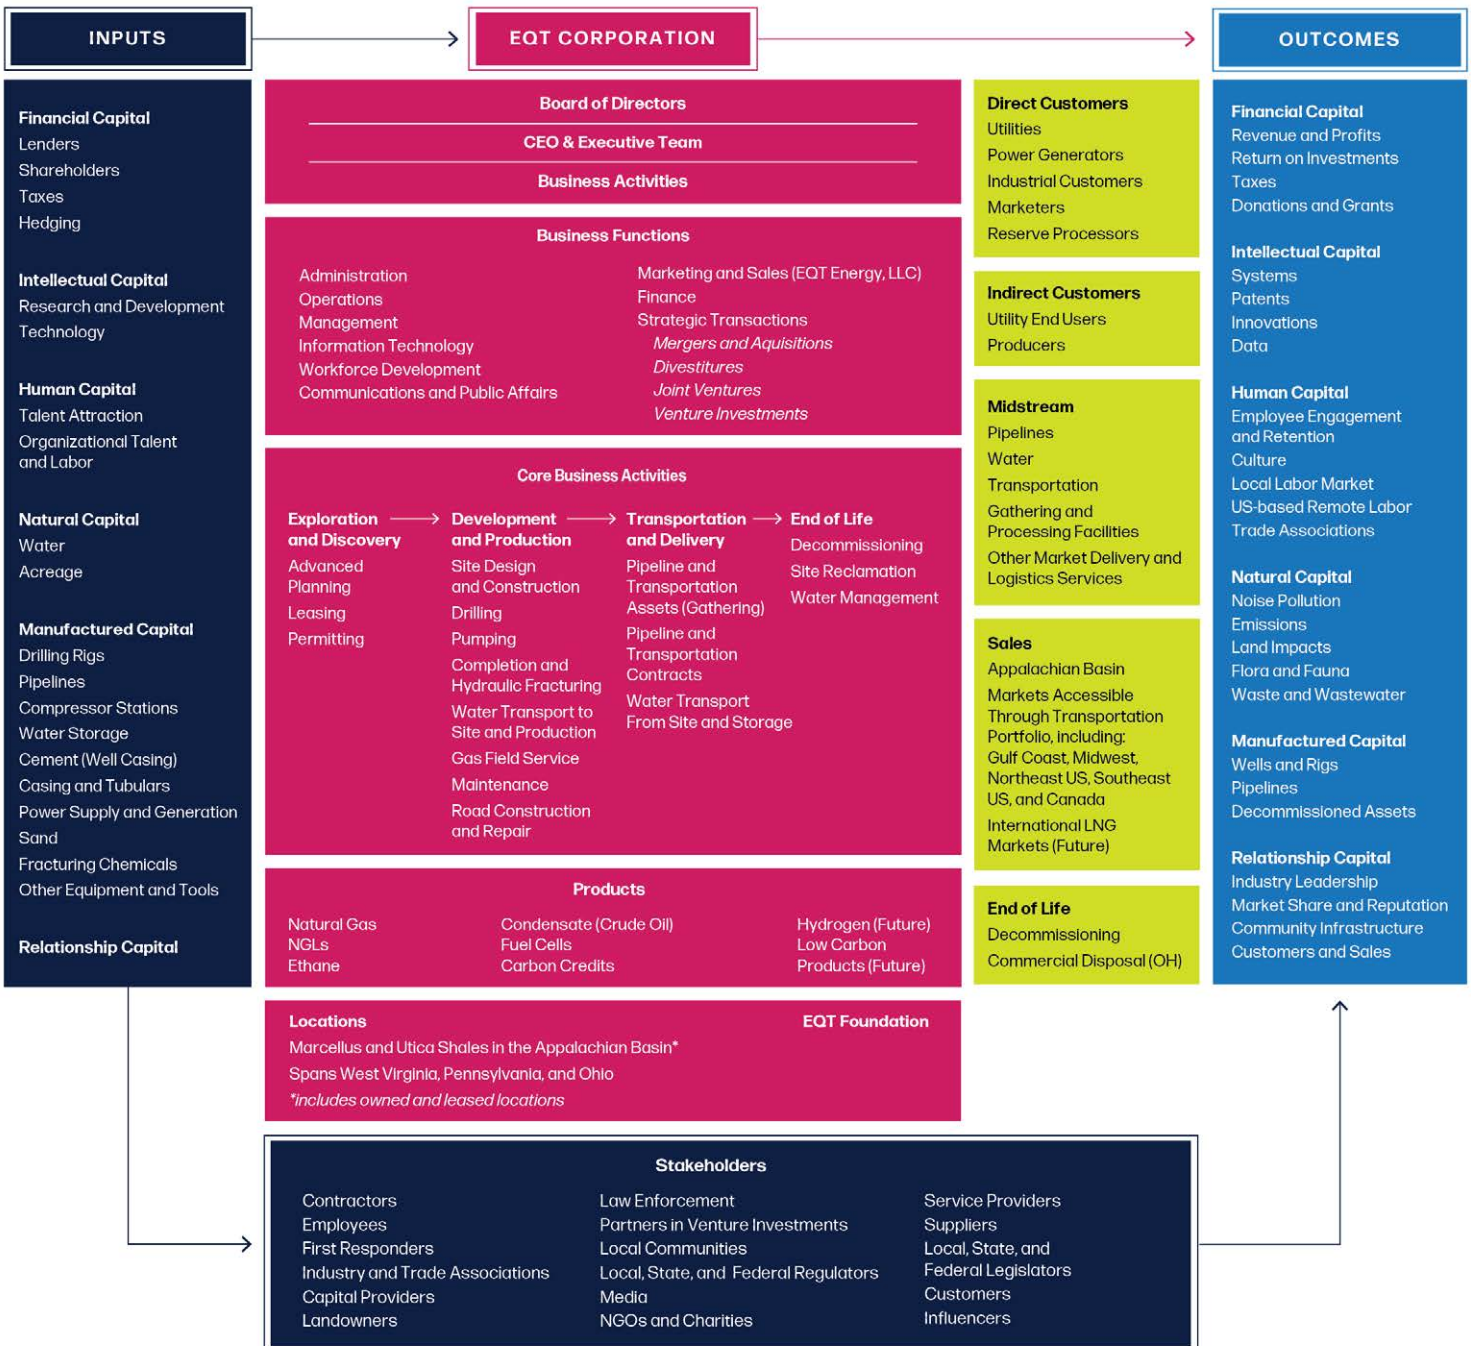 INPUTS
EQT CORPORATION
OUTCOMES
Financial Capital
Lenders
Shareholders
Taxes
Hedging
Intellectual Capital
Research and Development
Technology
Human Capital
Talent Attraction
Organizational Talent
and Labor
Natural Capital
Water
Acreage
Manufactured Capital
Drilling Rigs
Pipelines
Compressor Stations
Water Storage
Cement (Well Casing)
Casing and Tubulars
Power Supply and Generation
Sand
Fracturing Chemicals
Other Equipment and Tools
Relationship Capital
Board of Directors
CEO & Executive Team
Business Activities
Business Functions
Administration
Operations
Management
Information Technology
Workforce Development
Communications and Public Affairs
Marketing and Sales (EQT Energy, LLC)
Finance
Strategic Transactions
Mergers and Aquisitions
Divestitures
Joint Ventures
Venture Investments
Core Business Activities
Exploration
and Discovery
Advanced
Planning
Leasing
Permitting
Development
and Production
Site Design
and Construction
Drilling
Pumping
Completion and
Hydraulic Fracturing
Water Transport to
Site and Production
Gas Field Service
Maintenance
Road Construction
and Repair
Transportation
and Delivery
Pipeline and
Transportation
Assets (Gathering)
Pipeline and
Transportation
Contracts
Water Transport
From Site and Storage
End of Life
Decommissioning
Site Reclamation
Water Management
Products
Natural Gas
NGLs
Ethane
Condensate (Crude Oil)
Fuel Cells
Carbon Credits
Hydrogen (Future)
Low Carbon
Products (Future)
Locations
Marcellus and Utica Shales in the Appalachian Basin*
Spans West Virginia, Pennsylvania, and Ohio
*includes owned and leased locations
EQT Foundation
Direct Customers
Utilities
Power Generators
Industrial Customers
Marketers
Reserve Processors
Indirect Customers
Utility End Users
Producers
Midstream
Pipelines
Water
Transportation
Gathering and
Processing Facilities
Other Market Delivery and
Logistics Services
Sales
Appalachian Basin
Markets Accessible
Through Transportation
Portfolio, including:
Gulf Coast, Midwest,
Northeast US, Southeast
US, and Canada
International LNG
Markets (Future)
End of Life
Decommissioning
Commercial Disposal (OH)
Financial Capital
Revenue and Profits
Return on Investments
Taxes
Donations and Grants
Intellectual Capital
Systems
Patents
Innovations
Data
Human Capital
Employee Engagement
and Retention
Culture
Local Labor Market
US-based Remote Labor
Trade Associations
Natural Capital
Noise Pollution
Emissions
Land Impacts
Flora and Fauna
Waste and Wastewater
Manufactured Capital
Wells and Rigs
Pipelines
Decommissioned Assets
Relationship Capital
Industry Leadership
Market Share and Reputation
Community Infrastructure
Customers and Sales
Stakeholders
Contractors
Employees
First Responders
Industry and Trade Associations
Capital Providers
Landowners
Law Enforcement
Partners in Venture Investments
Local Communities
Local, State, and Federal Regulators
Media
NGOs and Charities
Service Providers
Suppliers
Local, State, and
Federal Legislators
Customers
Influencers